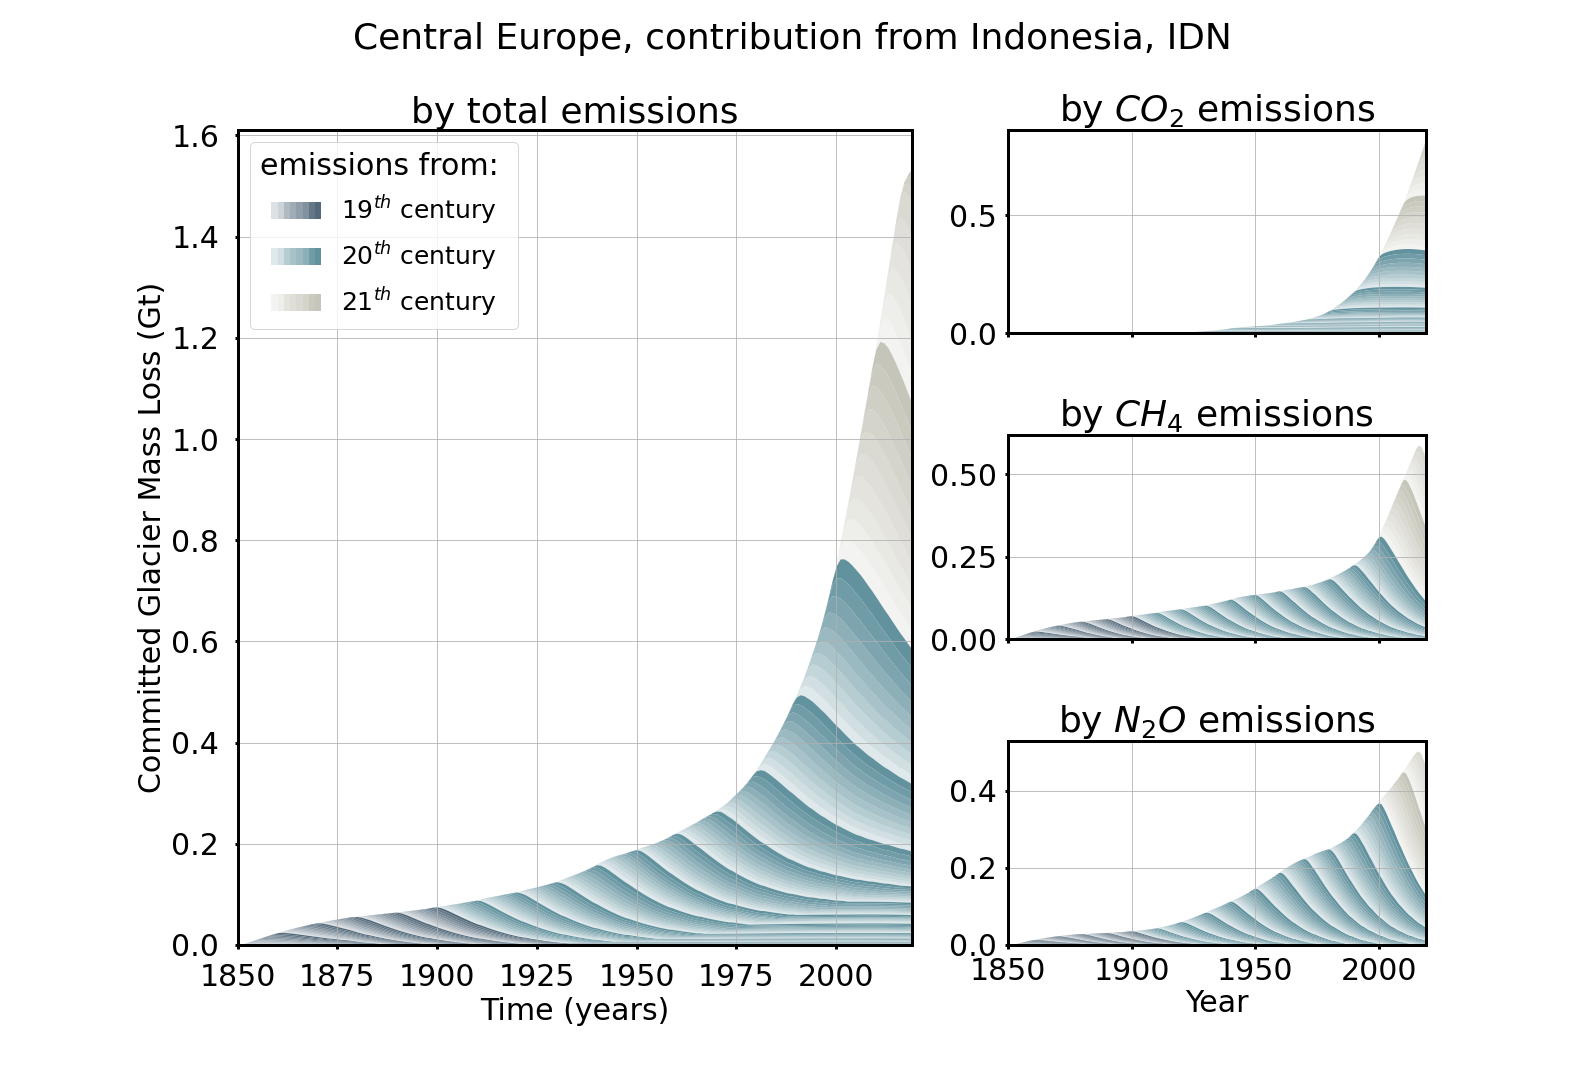 Central Europe, contribution from Indonesia, IDN
by total emissions
1.6
1.4
1.2
1.0
0.8
0.6
0.4
0.2
0.0
Committed Glacier Mass Loss (Gt)
emissions from:
19th century
20th century
21th century
1850 1875 1900 1925 1950 1975 2000
Time (years)
by CO2 emissions
0.5
0.0
by CH4 emissions
0.50
0.25
0.00
by N2O emissions
0.4
0.2
0.0
1850 1900 1950 2000
Year